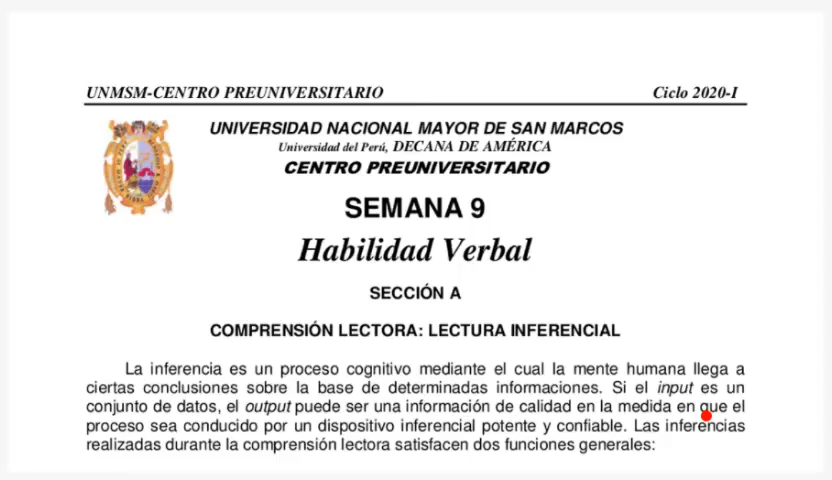 UNMSM-CENTRO PREUNIVERSITARIO Ciclo 2020-I
UNIVERSIDAD NACIONAL MAYOR DE SAN MARCOS
Universidad del Perú, DECANA DE AMÉRICA
CENTRO PREUNIVERSITARIO
SEMANA 9
Habilidad Verbal
SECCIÓN A
COMPRENSIÓN LECTORA: LECTURA INFERENCIAL
La inferencia es un proceso cognitivo mediante el cual la mente humana llega a
ciertas conclusiones sobre la base de determinadas informaciones. Si el input es un
conjunto de datos, el output puede ser una información de calidad en la medida en que el
proceso sea conducido por un dispositivo inferencial potente y confiable. Las inferencias
realizadas durante la comprensión lectora satisfacen dos funciones generales: